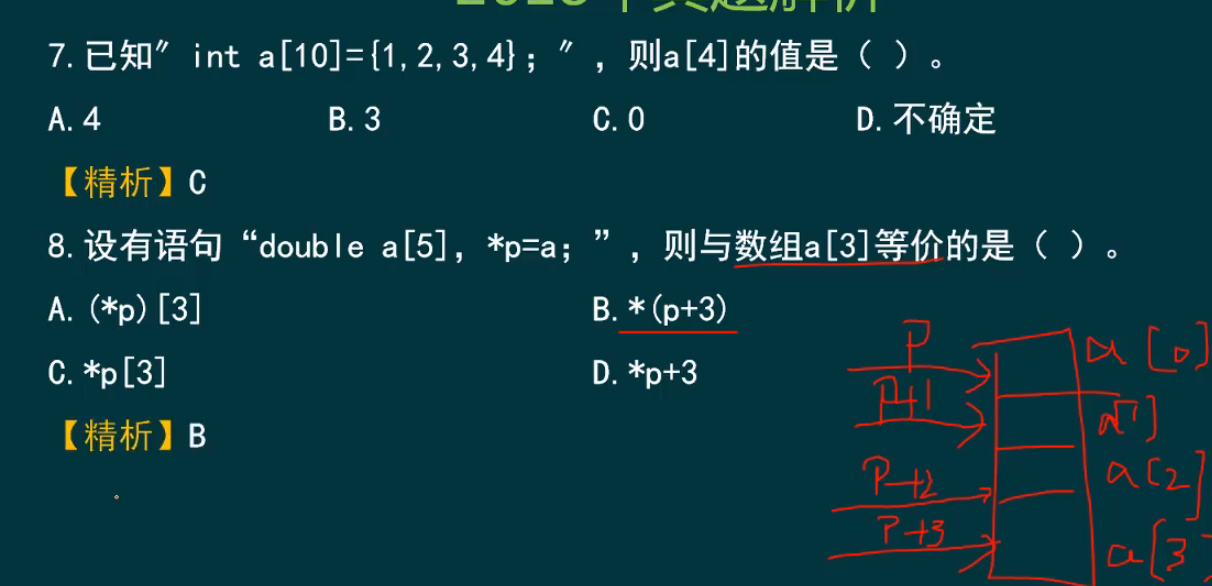 7.已知" int a[10]={1,2,3,4};"，则a[4]的值是（ ）。
A.4 B.3 C.0 D.不确定
【精析】C
8.设有语句“double a[5], *p=a;”，则与数组a[3]等价的是（ ）。
A.(*p)[3] B.*(p+3)
C.*p[3] D.*p+3
【精析】B
P a[0]
P+1 a[1]
P+2 a[2]
P+3 a[3]